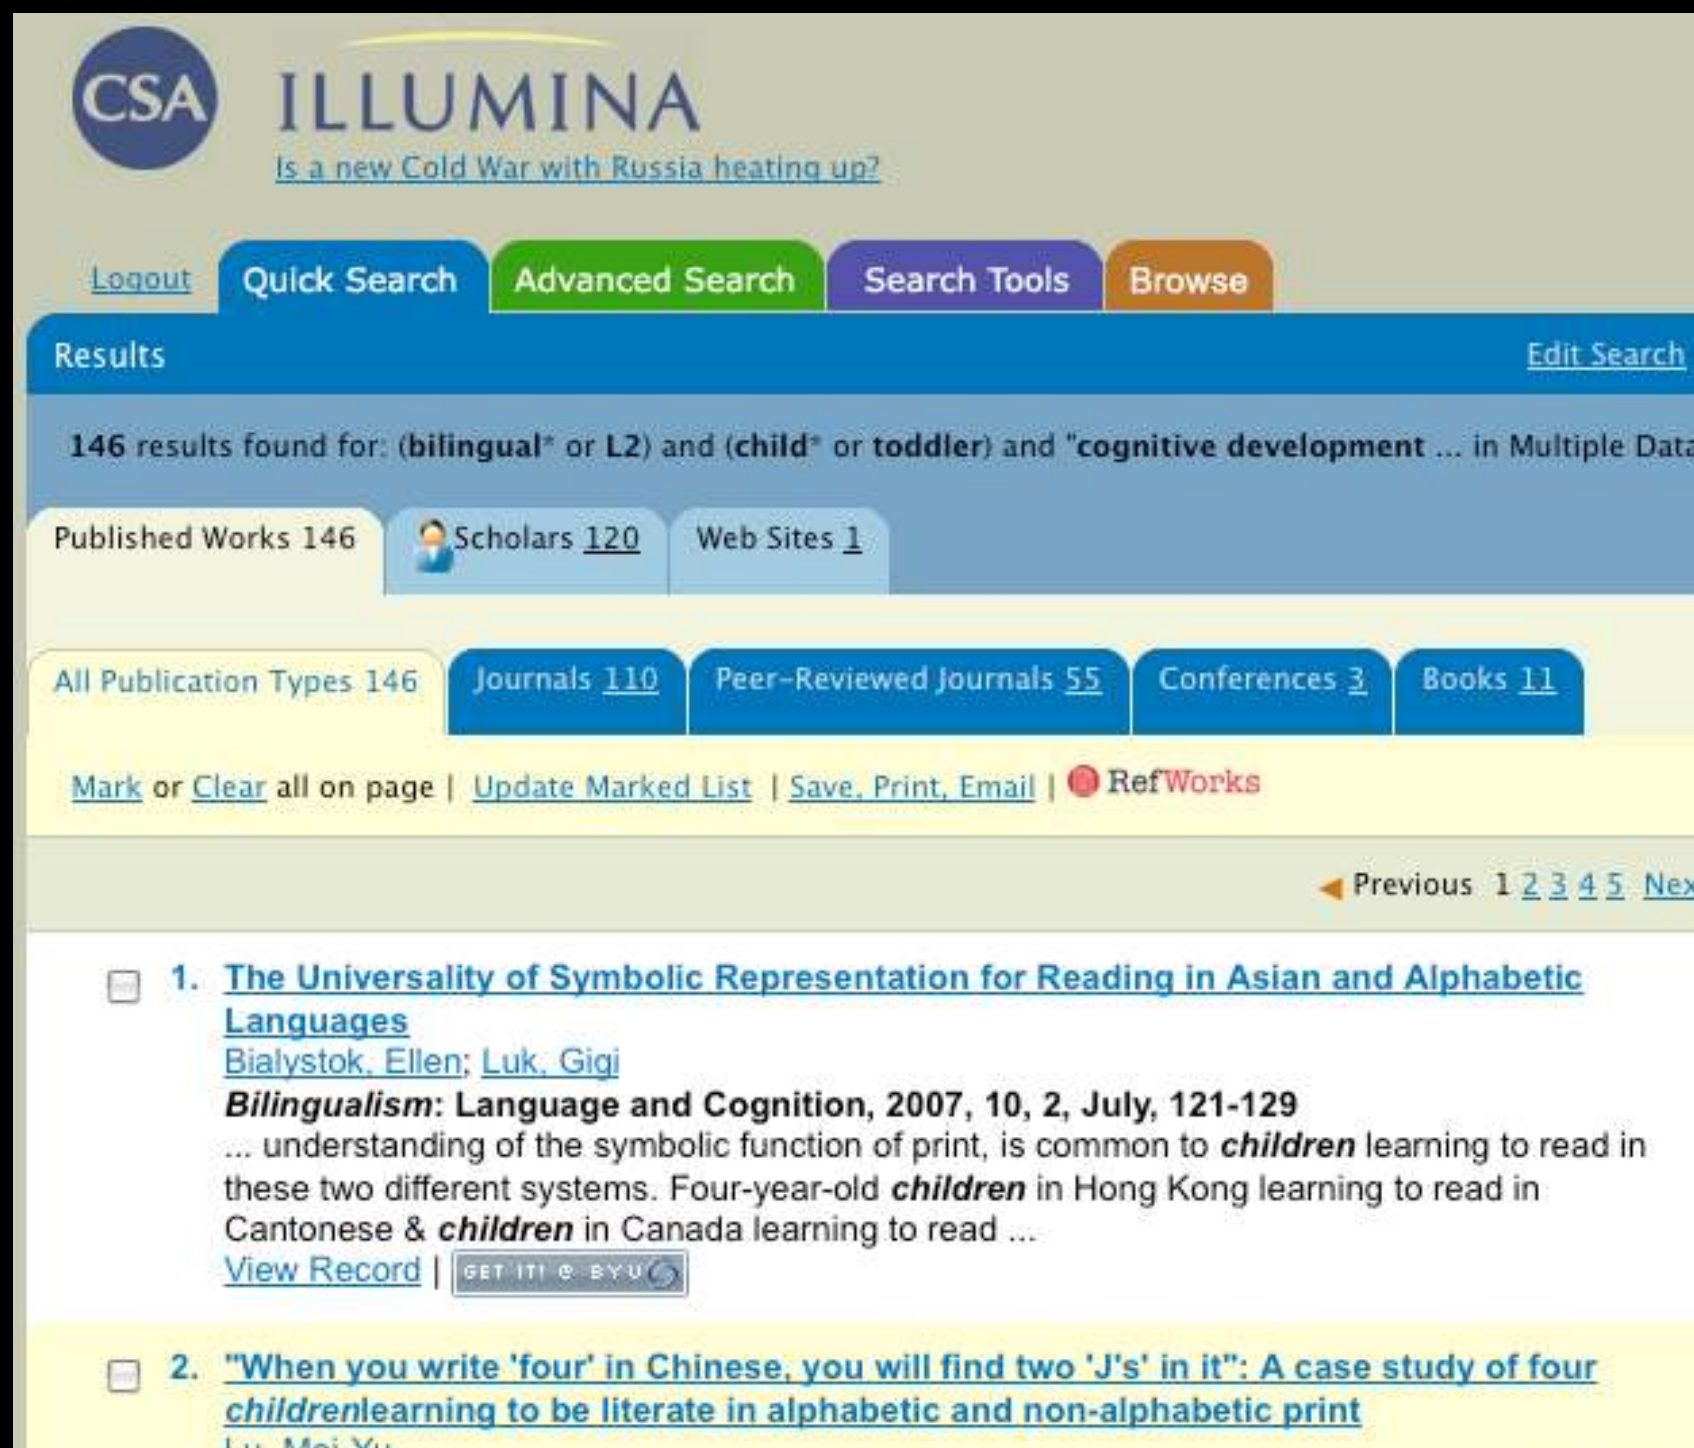 CSA
ILLUMINA
Is a new Cold War with Russia heating up?
Logout Quick Search Advanced Search Search Tools Browse
Results Edit Search
146 results found for: (bilingual* or L2) and (child* or toddler) and "cognitive development ... in Multiple Data
Published Works 146 Scholars 120 Web Sites 1
All Publication Types 146 Journals 110 Peer-Reviewed Journals 55 Conferences 3 Books 11
Mark or Clear all on page | Update Marked List | Save, Print, Email | RefWorks
Previous 1 2 3 4 5 Nex
1. The Universality of Symbolic Representation for Reading in Asian and Alphabetic
Languages
Bialystok, Ellen; Luk, Gigi
Bilingualism: Language and Cognition, 2007, 10, 2, July, 121-129
... understanding of the symbolic function of print, is common to children learning to read in
these two different systems. Four-year-old children in Hong Kong learning to read in
Cantonese & children in Canada learning to read ...
View Record | GET IT! @ BYU
2. "When you write 'four' in Chinese, you will find two 'J's' in it": A case study of four
childrenlearning to be literate in alphabetic and non-alphabetic print